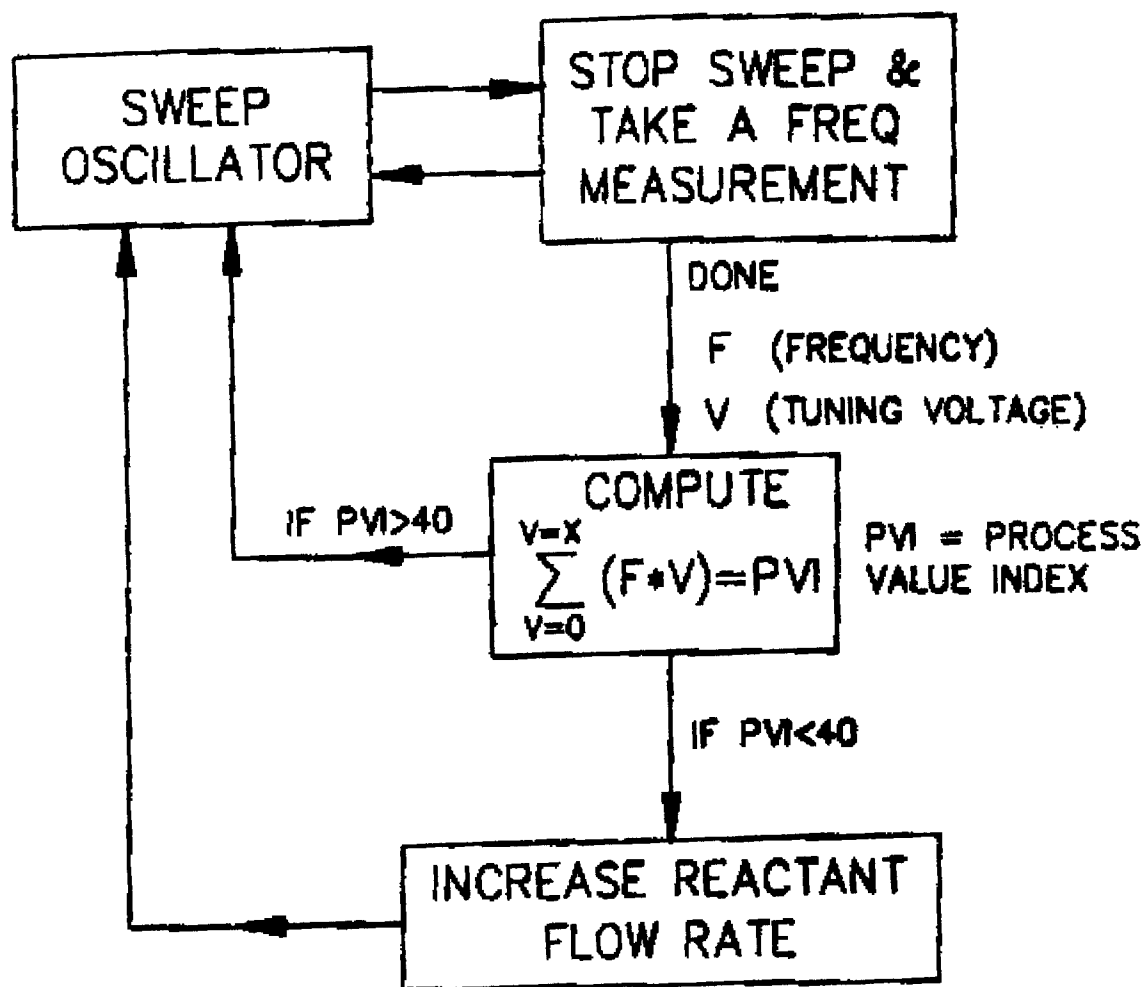 SWEEP
OSCILLATOR
STOP SWEEP &
TAKE A FREQ
MEASUREMENT
DONE
F (FREQUENCY)
V (TUNING VOLTAGE)
IF PVI>40
COMPUTE
V=X
∑ (F*V)=PVI
V=0
PVI = PROCESS
VALUE INDEX
IF PVI<40
INCREASE REACTANT
FLOW RATE